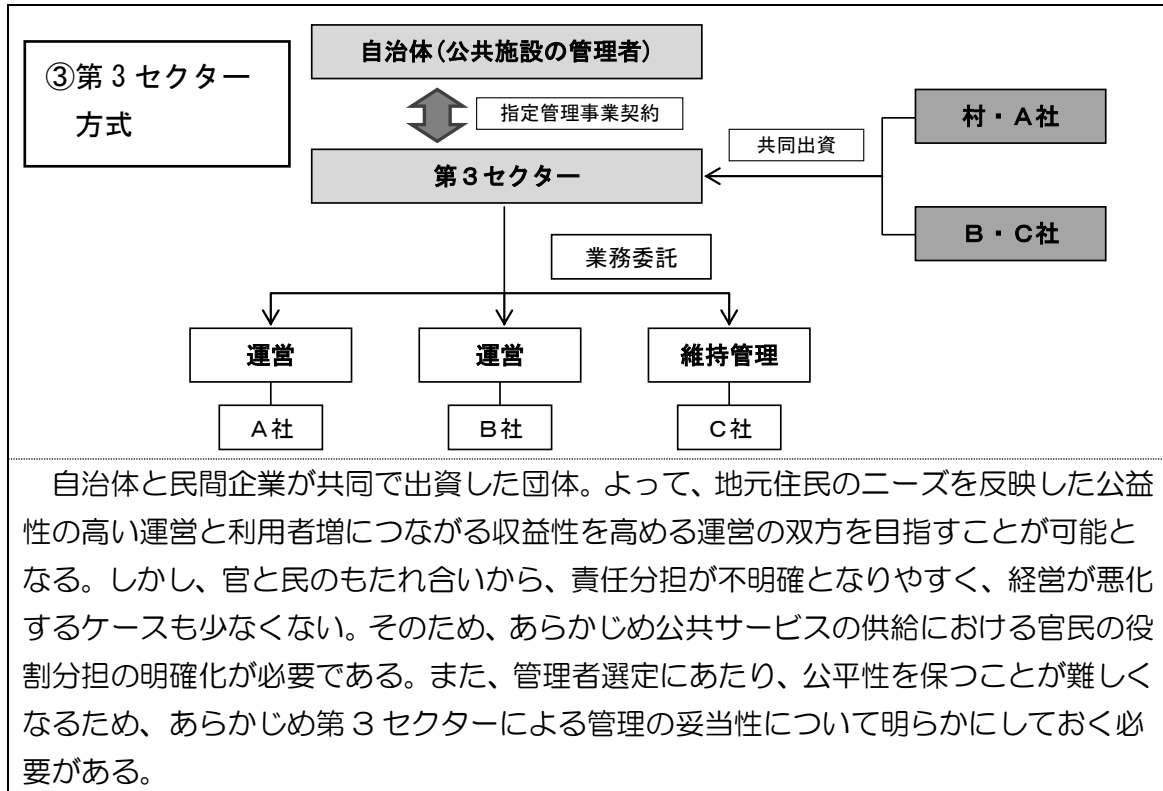 ③第3セクター
方式
自治体(公共施設の管理者)
指定管理事業契約
村・A社
共同出資
第3セクター
B・C社
業務委託
運営
運営
維持管理
A社
B社
C社
自治体と民間企業が共同で出資した団体。よって、地元住民のニーズを反映した公益
性の高い運営と利用者増につながる収益性を高める運営の双方を目指すことが可能と
なる。しかし、官と民のもたれ合いから、責任分担が不明確となりやすく、経営が悪化
するケースも少なくない。そのため、あらかじめ公共サービスの供給における官民の役
割分担の明確化が必要である。また、管理者選定にあたり、公平性を保つことが難しく
なるため、あらかじめ第3セクターによる管理の妥当性について明らかにしておく必
要がある。